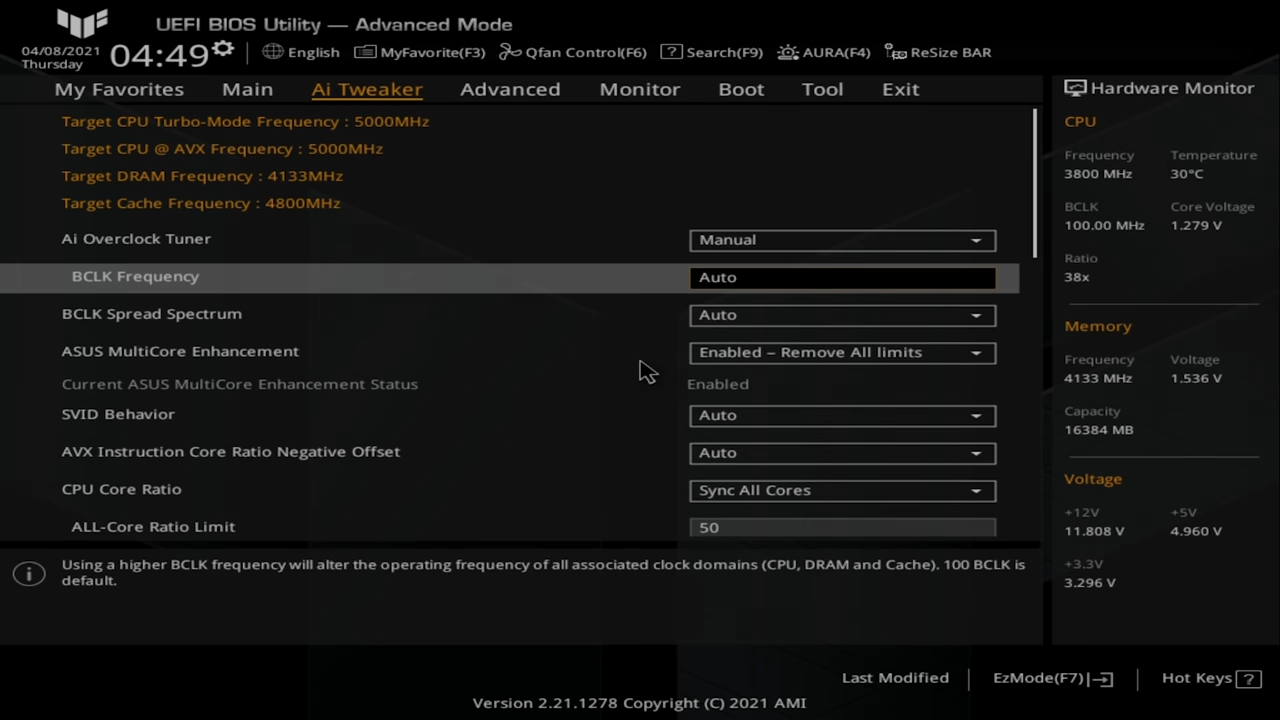 UEFI BIOS Utility — Advanced Mode
04/08/2021
Thursday
04:49
English
MyFavorite(F3)
Qfan Control(F6)
? Search(F9)
AURA(F4)
ReSize BAR
My Favorites Main Ai Tweaker Advanced Monitor Boot Tool Exit
Target CPU Turbo-Mode Frequency : 5000MHz
Target CPU @ AVX Frequency : 5000MHz
Target DRAM Frequency : 4133MHz
Target Cache Frequency : 4800MHz
Ai Overclock Tuner Manual
BCLK Frequency Auto
BCLK Spread Spectrum Auto
ASUS MultiCore Enhancement Enabled – Remove All limits
Current ASUS MultiCore Enhancement Status Enabled
SVID Behavior Auto
AVX Instruction Core Ratio Negative Offset Auto
CPU Core Ratio Sync All Cores
ALL-Core Ratio Limit 50
Using a higher BCLK frequency will alter the operating frequency of all associated clock domains (CPU, DRAM and Cache). 100 BCLK is
default.
Hardware Monitor
CPU
Frequency Temperature
3800 MHz 30°C
BCLK Core Voltage
100.00 MHz 1.279 V
Ratio
38x
Memory
Frequency Voltage
4133 MHz 1.536 V
Capacity
16384 MB
Voltage
+12V +5V
11.808 V 4.960 V
+3.3V
3.296 V
Last Modified EzMode(F7) Hot Keys ?
Version 2.21.1278 Copyright (C) 2021 AMI